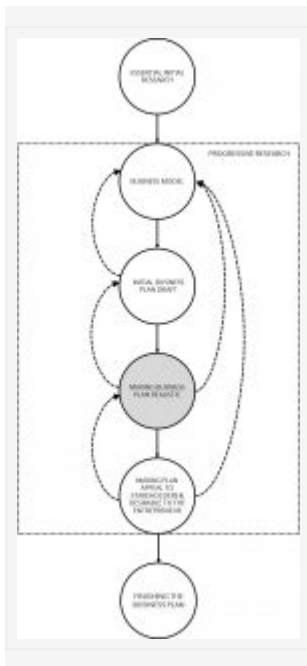 ESSENTIAL INITIAL
RESEARCH
PROGRESSIVE RESEARCH
BUSINESS MODEL
INITIAL BUSINESS
PLAN DRAFT
MAKING BUSINESS
PLAN REALISTIC
MAKING PLAN
APPEAL TO
STAKEHOLDERS &
DESIRABLE TO THE
ENTREPRENEUR
FINISHING THE
BUSINESS PLAN